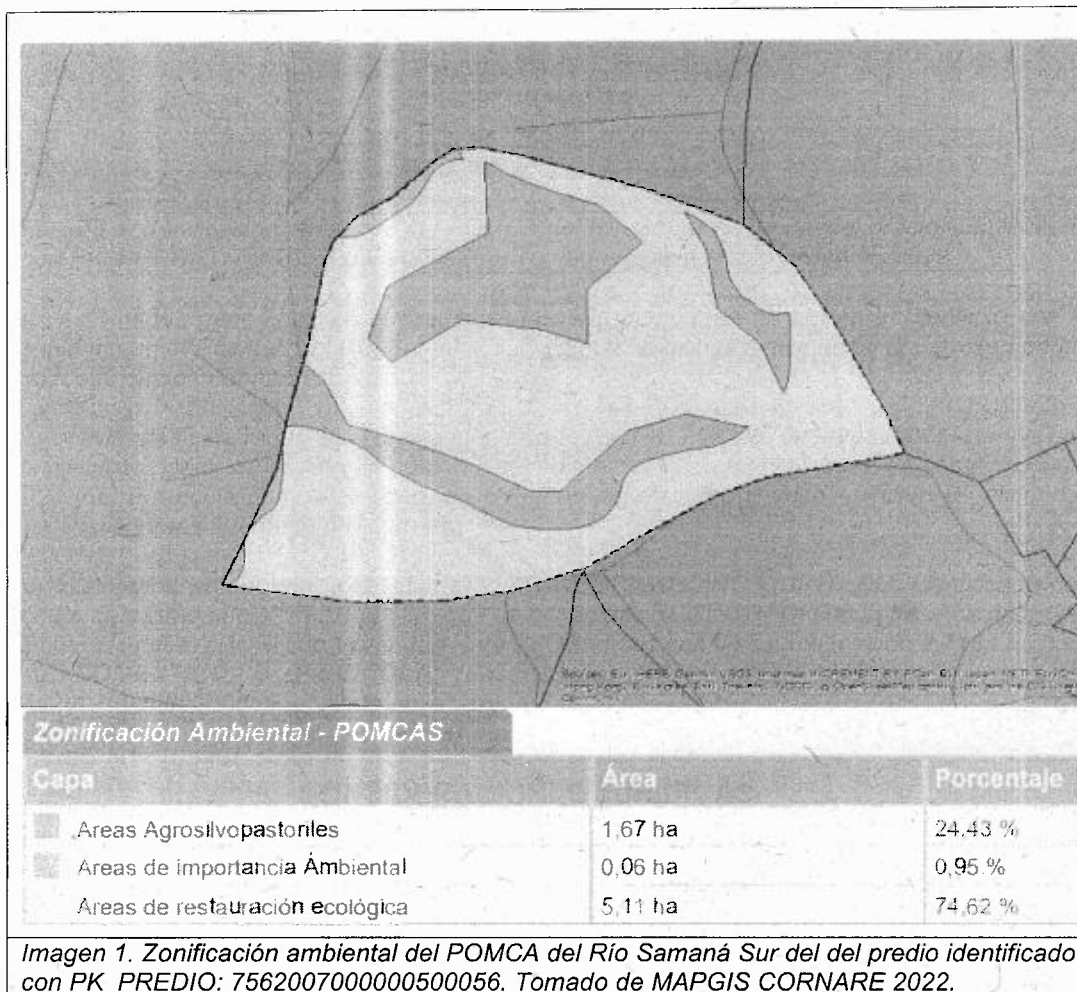 Zonificación Ambiental - POMCAS
Capa Área Porcentaje
Areas Agrosilvopastoriles 1,67 ha 24,43 %
Areas de importancia Ámbiental 0,06 ha 0,95 %
Areas de restauración ecológica 5,11 ha 74,62 %
Imagen 1. Zonificación ambiental del POMCA del Río Samaná Sur del del predio identificado
con PK_PREDIO: 7562007000000500056. Tomado de MAPGIS CORNARE 2022.